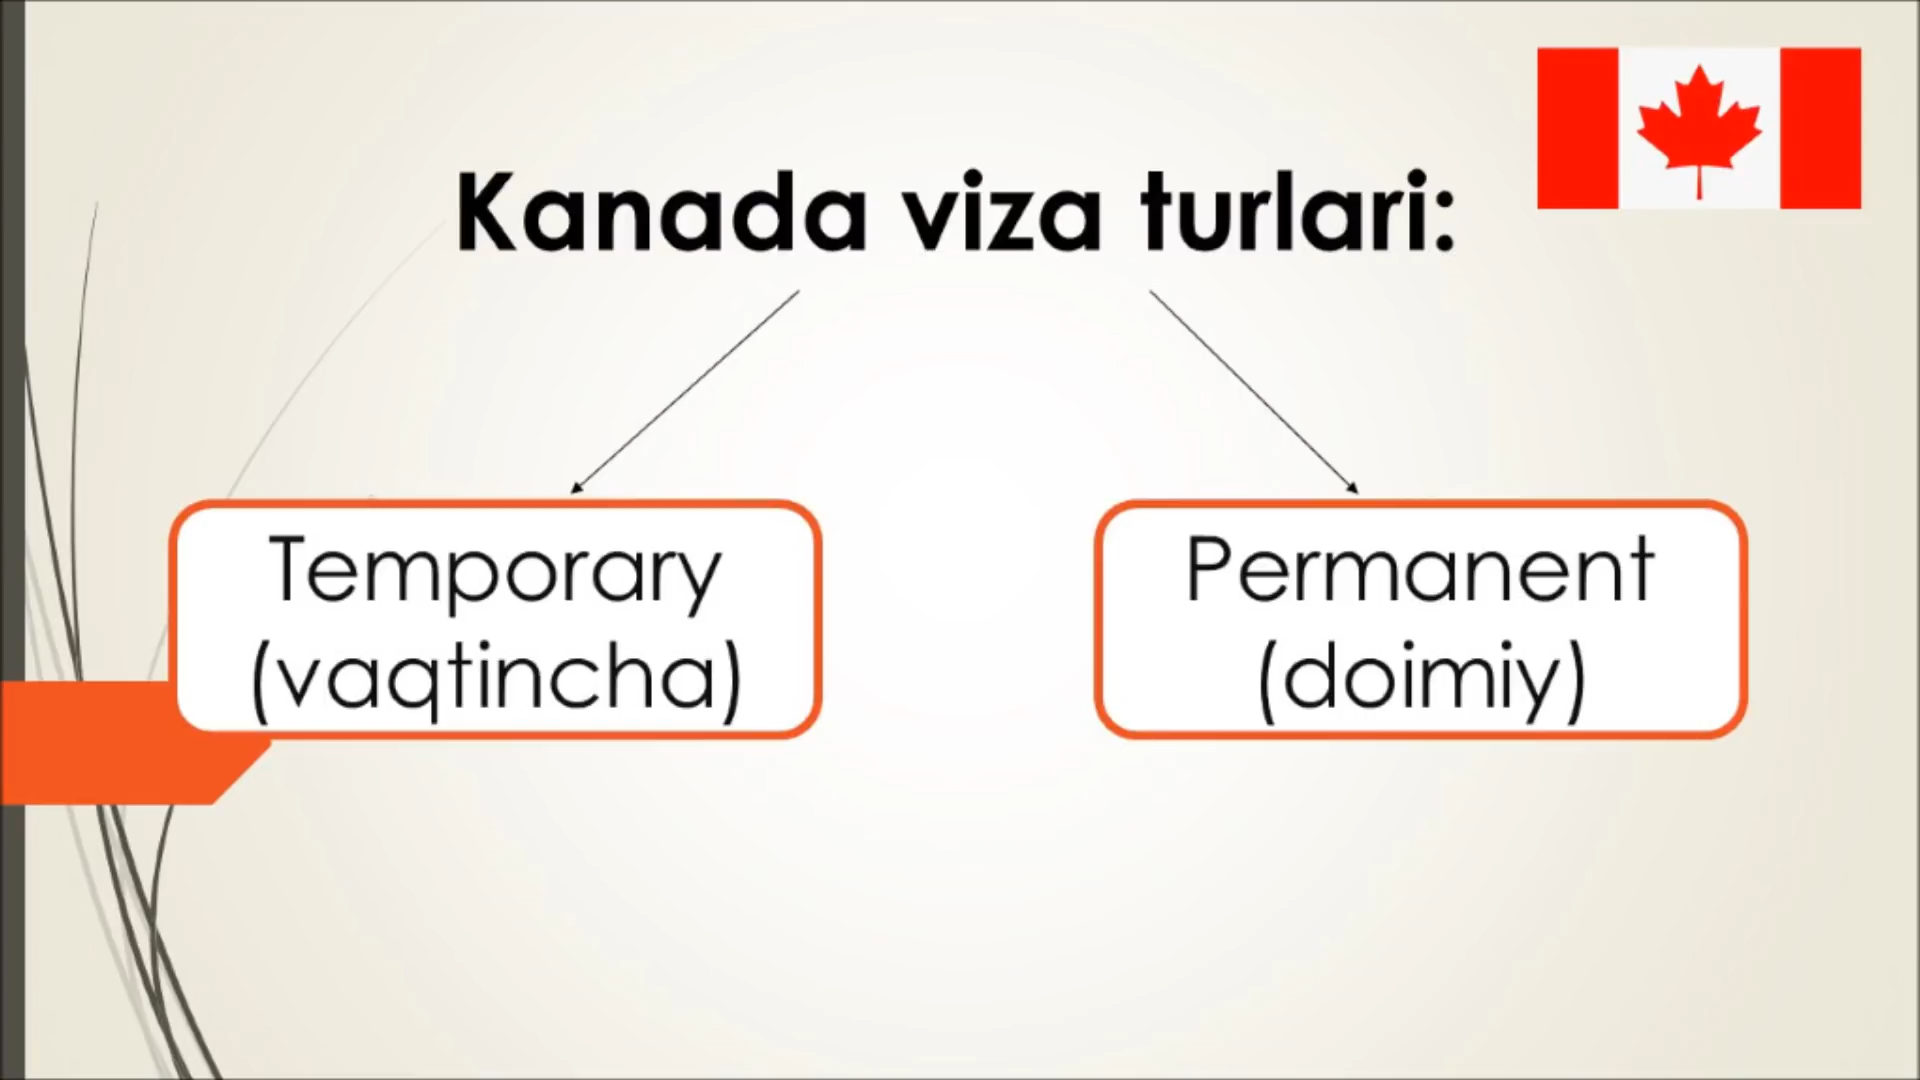 Kanada viza turlari:
Temporary
(vaqtincha)
Permanent
(doimiy)